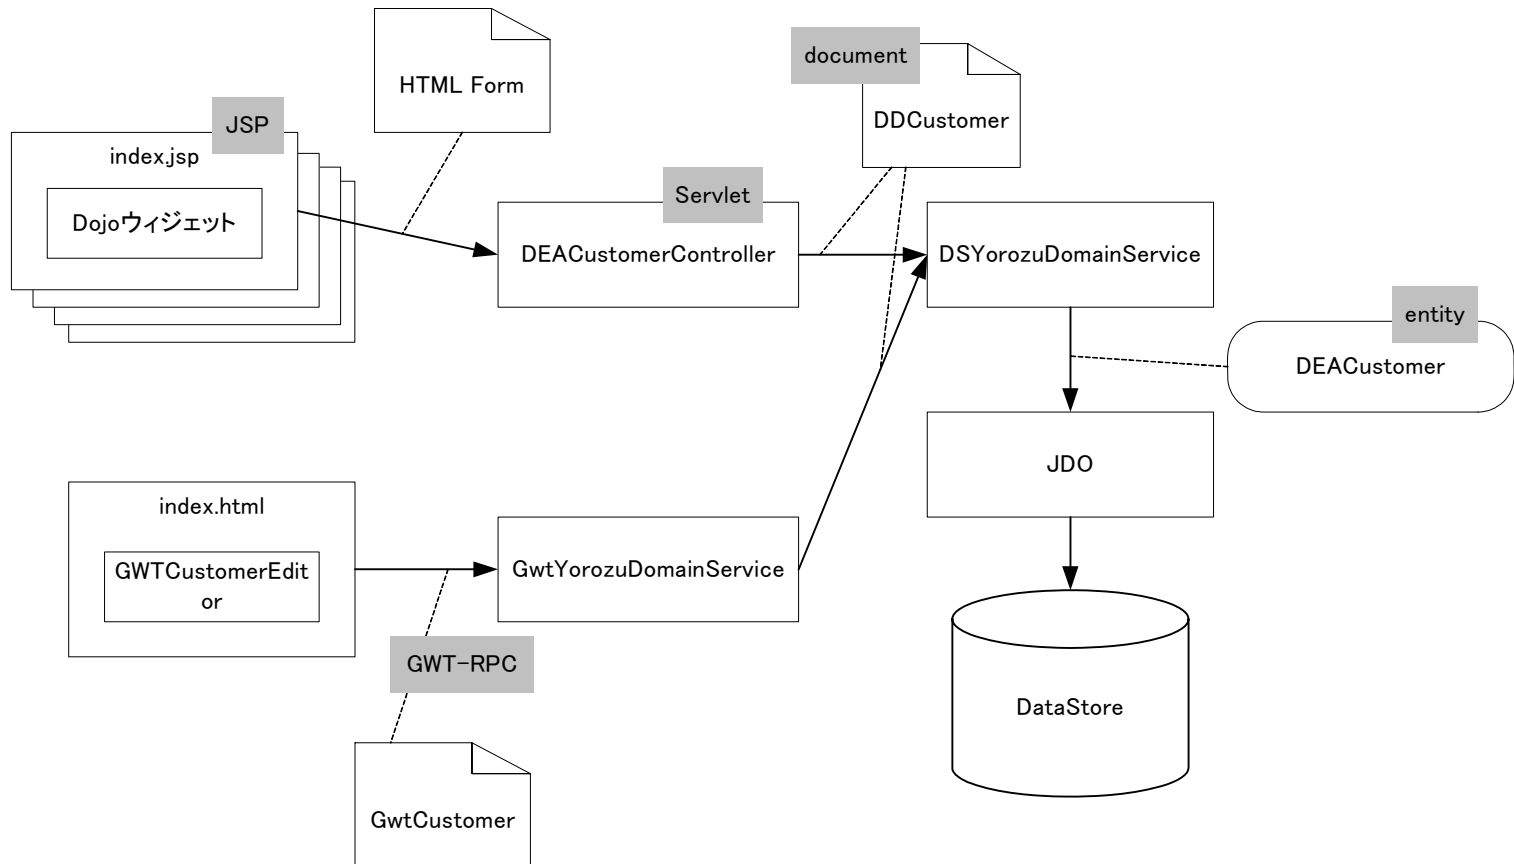 HTML Form
document
DDCustomer
JSP
index.jsp
Dojoウィジェット
Servlet
DEACustomerController
DSYorozuDomainService
entity
DEACustomer
JDO
index.html
GWTCustomerEdit
or
GwtYorozuDomainService
GWT-RPC
DataStore
GwtCustomer